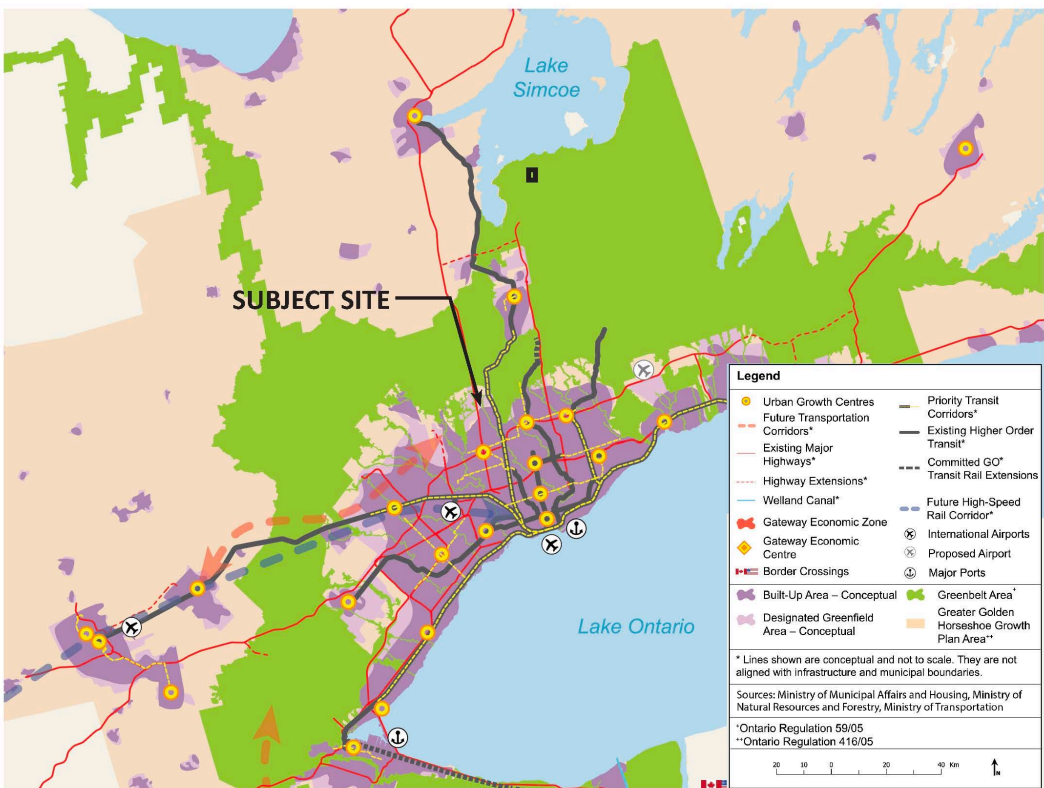 Lake
Simcoe
SUBJECT SITE
Lake Ontario
Legend
Urban Growth Centres
Future Transportation
Corridors*
Existing Major
Highways*
Highway Extensions*
Welland Canal*
Gateway Economic Zone
Gateway Economic
Centre
Border Crossings
Built-Up Area – Conceptual
Designated Greenfield
Area – Conceptual
Priority Transit
Corridors*
Existing Higher Order
Transit*
Committed GO*
Transit Rail Extensions
Future High-Speed
Rail Corridor*
International Airports
Proposed Airport
Major Ports
Greenbelt Area+
Greater Golden
Horseshoe Growth
Plan Area++
* Lines shown are conceptual and not to scale. They are not
aligned with infrastructure and municipal boundaries.
Sources: Ministry of Municipal Affairs and Housing, Ministry of
Natural Resources and Forestry, Ministry of Transportation
+Ontario Regulation 59/05
++Ontario Regulation 416/05
20 10 0 20 40 Km
N